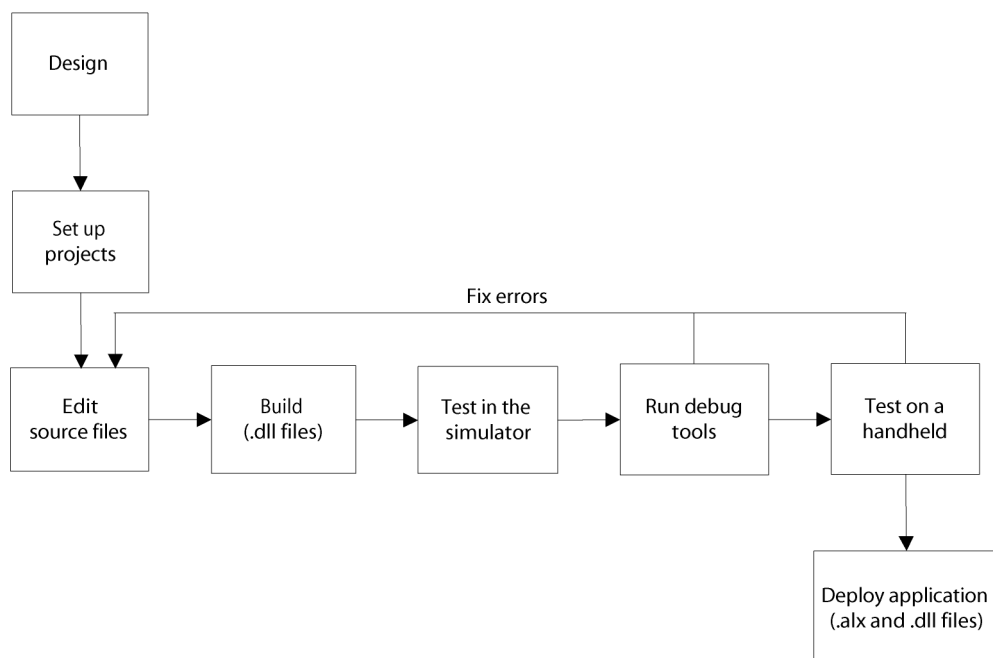 Design
Set up
projects
Fix errors
Edit
source files
Build
(.dll files)
Test in the
simulator
Run debug
tools
Test on a
handheld
Deploy application
(.alx and .dll files)